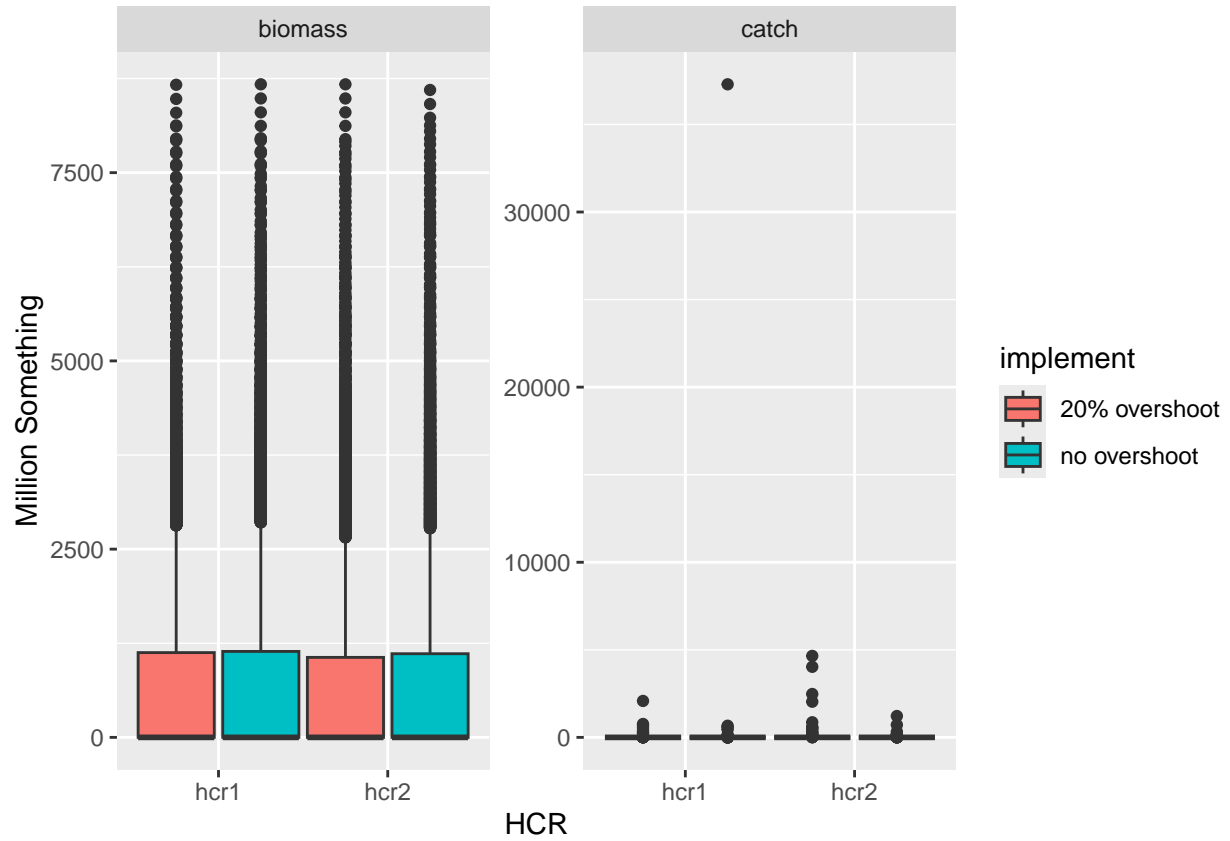 biomass
catch
Million Something
7500
5000
2500
0
30000
20000
10000
0
hcr1
hcr2
hcr1
hcr2
HCR
implement
20% overshoot
no overshoot